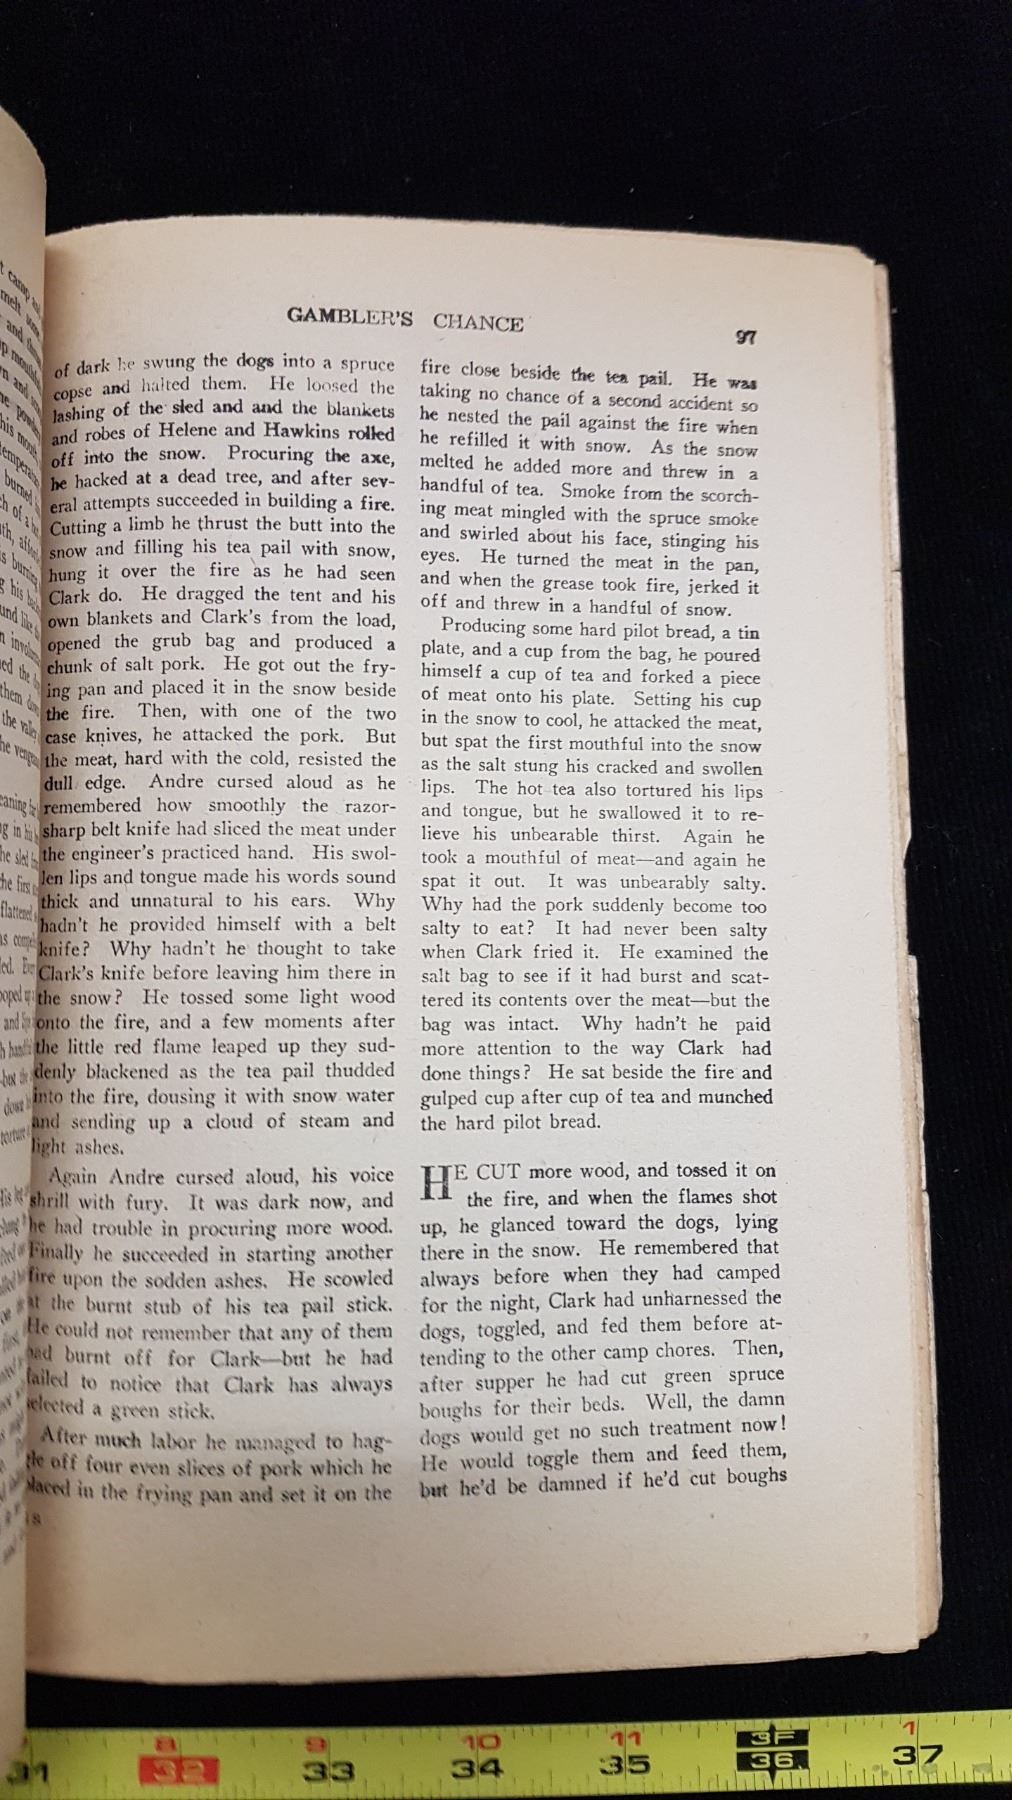 GAMBLER'S CHANCE
97
of dark he swung the dogs into a spruce
copse and halted them. He loosed the
lashing of the sled and and the blankets
and robes of Helene and Hawkins rolled
off into the snow. Procuring the axe,
he hacked at a dead tree, and after sev-
eral attempts succeeded in building a fire.
Cutting a limb he thrust the butt into the
snow and filling his tea pail with snow,
hung it over the fire as he had seen
Clark do. He dragged the tent and his
own blankets and Clark's from the load,
opened the grub bag and produced a
chunk of salt pork. He got out the fry-
ing pan and placed it in the snow beside
the fire. Then, with one of the two
case knives, he attacked the pork. But
the meat, hard with the cold, resisted the
dull edge. Andre cursed aloud as he
remembered how smoothly the razor-
sharp belt knife had sliced the meat under
the engineer's practiced hand. His swol-
len lips and tongue made his words sound
thick and unnatural to his ears. Why
hadn't he provided himself with a belt
knife? Why hadn't he thought to take
Clark's knife before leaving him there in
the snow? He tossed some light wood
onto the fire, and a few moments after
the little red flame leaped up they sud-
denly blackened as the tea pail thudded
into the fire, dousing it with snow water
and sending up a cloud of steam and
light ashes.
Again Andre cursed aloud, his voice
shrill with fury. It was dark now, and
he had trouble in procuring more wood.
Finally he succeeded in starting another
fire upon the sodden ashes. He scowled
at the burnt stub of his tea pail stick.
He could not remember that any of them
had burnt off for Clark—but he had
failed to notice that Clark has always
selected a green stick.
After much labor he managed to hag-
gle off four even slices of pork which he
placed in the frying pan and set it on the
fire close beside the tea pail. He was
taking no chance of a second accident so
he nested the pail against the fire when
he refilled it with snow. As the snow
melted he added more and threw in a
handful of tea. Smoke from the scorch-
ing meat mingled with the spruce smoke
and swirled about his face, stinging his
eyes. He turned the meat in the pan,
and when the grease took fire, jerked it
off and threw in a handful of snow.
Producing some hard pilot bread, a tin
plate, and a cup from the bag, he poured
himself a cup of tea and forked a piece
of meat onto his plate. Setting his cup
in the snow to cool, he attacked the meat,
but spat the first mouthful into the snow
as the salt stung his cracked and swollen
lips. The hot tea also tortured his lips
and tongue, but he swallowed it to re-
lieve his unbearable thirst. Again he
took a mouthful of meat—and again he
spat it out. It was unbearably salty.
Why had the pork suddenly become too
salty to eat? It had never been salty
when Clark fried it. He examined the
salt bag to see if it had burst and scat-
tered its contents over the meat—but the
bag was intact. Why hadn't he paid
more attention to the way Clark had
done things? He sat beside the fire and
gulped cup after cup of tea and munched
the hard pilot bread.
HE CUT more wood, and tossed it on
the fire, and when the flames shot
up, he glanced toward the dogs, lying
there in the snow. He remembered that
always before when they had camped
for the night, Clark had unharnessed the
dogs, toggled, and fed them before at-
tending to the other camp chores. Then,
after supper he had cut green spruce
boughs for their beds. Well, the damn
dogs would get no such treatment now!
He would toggle them and feed them,
but he'd be damned if he'd cut boughs
8 9 10 11 3F 1
31 32 33 34 35 36 37